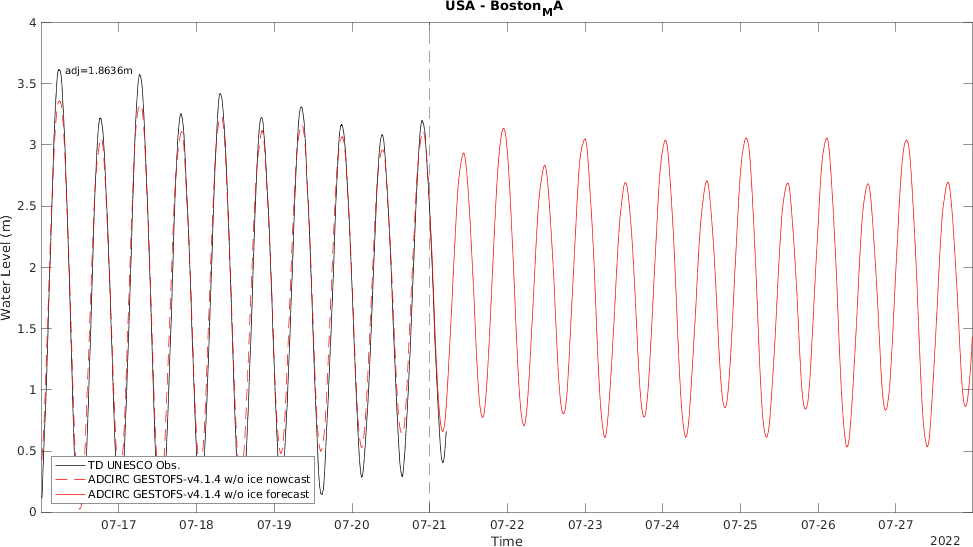 USA - Boston_MA
4
3.5
3
2.5
2
1.5
1
0.5
0
Water Level (m)
adj=1.8636m
TD UNESCO Obs.
ADCIRC GESTOFS-v4.1.4 w/o ice nowcast
ADCIRC GESTOFS-v4.1.4 w/o ice forecast
07-17 07-18 07-19 07-20 07-21 07-22 07-23 07-24 07-25 07-26 07-27
Time
2022